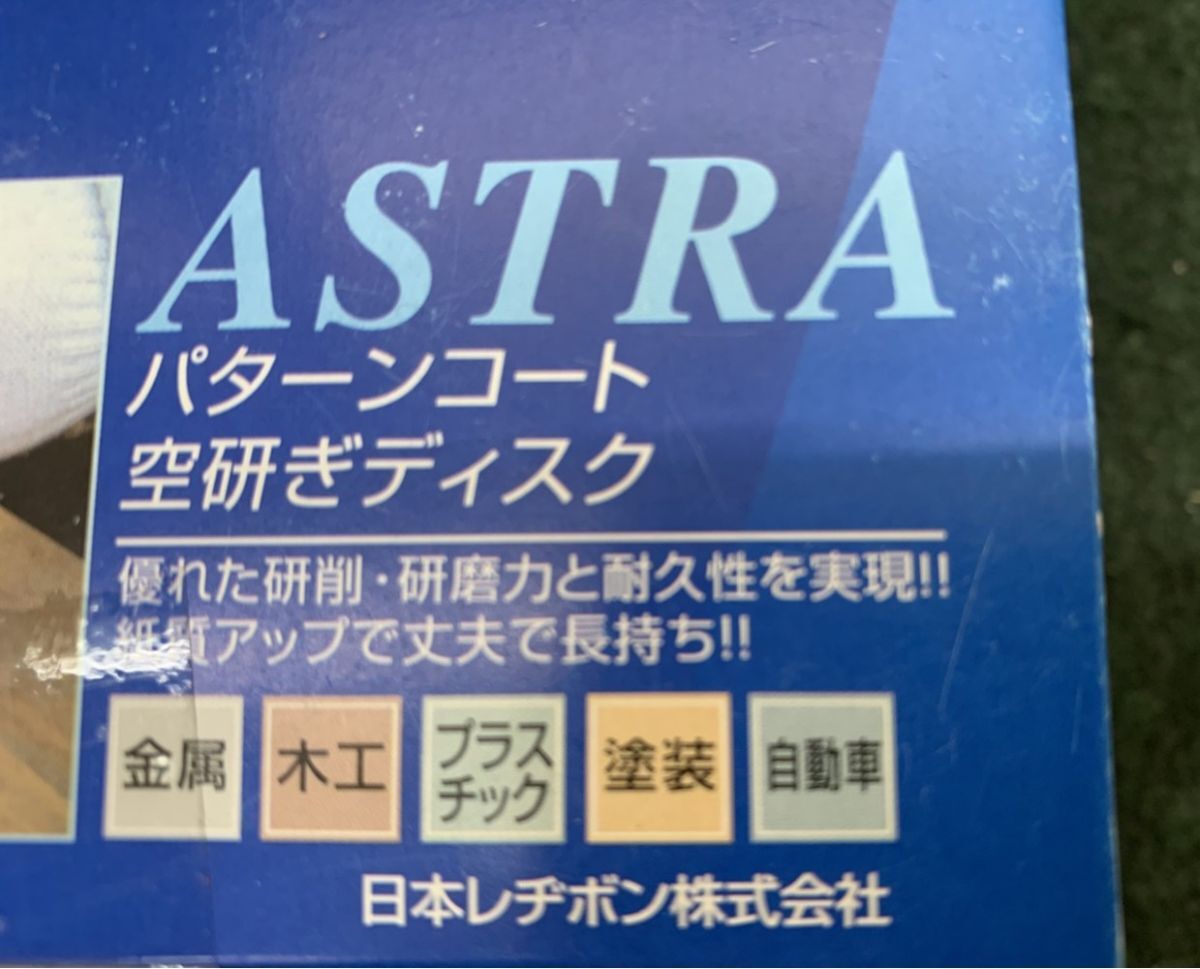 ASTRA
パターンコート
空研ぎディスク
優れた研削・研磨力と耐久性を実現!!
紙質アップで丈夫で長持ち!!
金属 木工 プラスチック 塗装 自動車
日本レヂボン株式会社